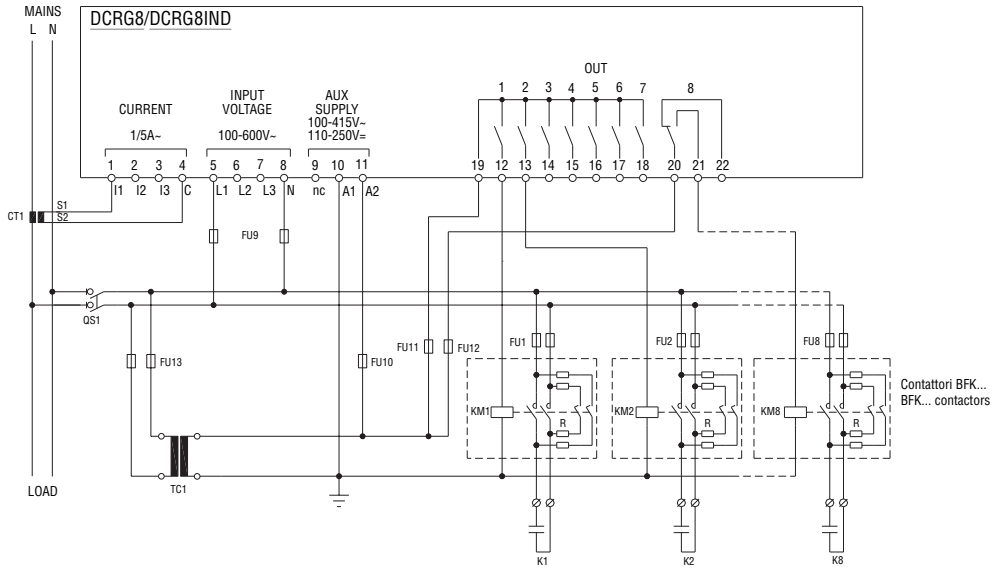 MAINS
L N
DCRG8/DCRG8IND
CURRENT
1/5A~
INPUT
VOLTAGE
100-600V~
AUX
SUPPLY
100-415V~
110-250V=
OUT
1 2 3 4 5 6 7 8
1 2 3 4 5 6 7 8 9 10 11 19 12 13 14 15 16 17 18 20 21 22
I1 I2 I3 C L1 L2 L3 N nc A1 A2
CT1
S1
S2
FU9
QS1
FU13
FU10
FU11
FU12
FU1
FU2
FU8
KM1
R
KM2
R
KM8
R
Contattori BFK...
BFK... contactors
LOAD
TC1
K1
K2
K8